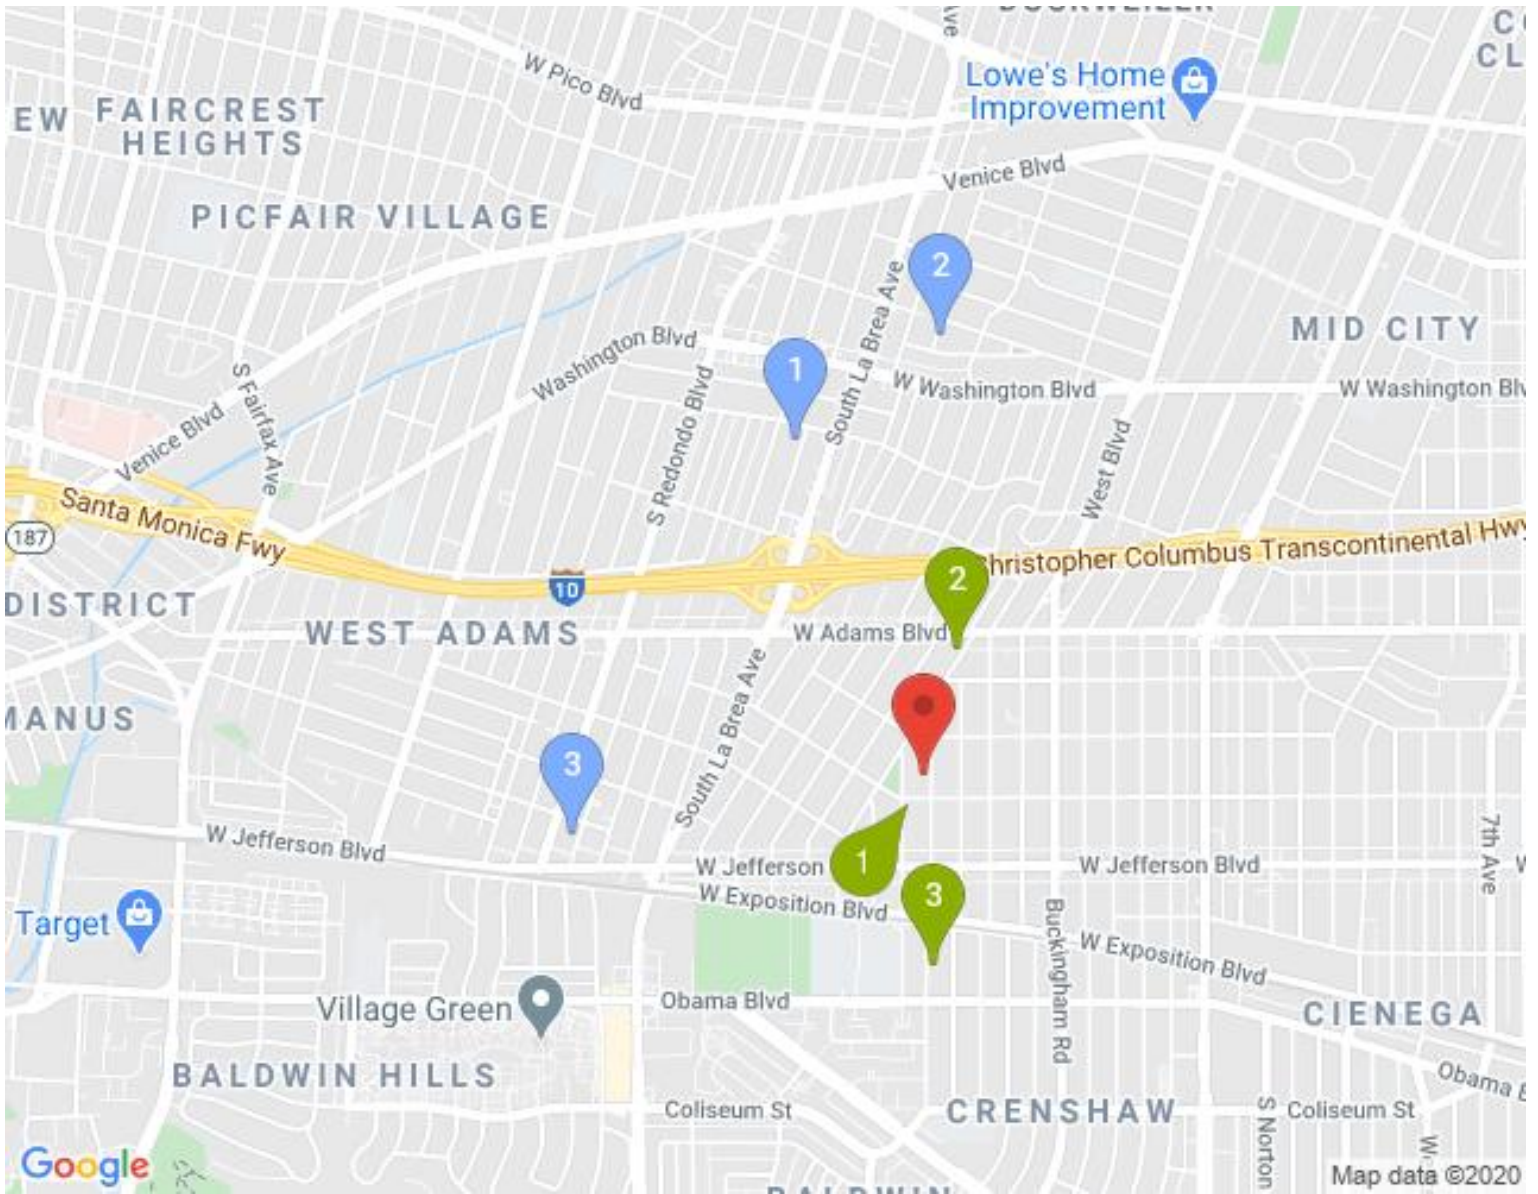 W Pico Blvd
Lowe's Home
Improvement
EW
FAIRCREST
HEIGHTS
Venice Blvd
PICFAIR VILLAGE
2
MID CITY
South La Brea Ave
Washington Blvd
1
W Washington Blvd
W Washington Blv
S Fairfax Ave
S Redondo Blvd
Venice Blvd
West Blvd
Santa Monica Fwy
187
10
2
hristopher Columbus Transcontinental Hwy
DISTRICT
WEST ADAMS
W Adams Blvd
South La Brea Ave
MANUS
3
W Jefferson Blvd
7th Ave
W Jefferson
1
W Jefferson Blvd
W Exposition Blvd
3
Target
Buckingham Rd
W Exposition Blvd
Village Green
Obama Blvd
CIENEGA
BALDWIN HILLS
Obama B
Coliseum St
CRENSHAW
S Norton
Coliseum St
Google
Map data ©2020